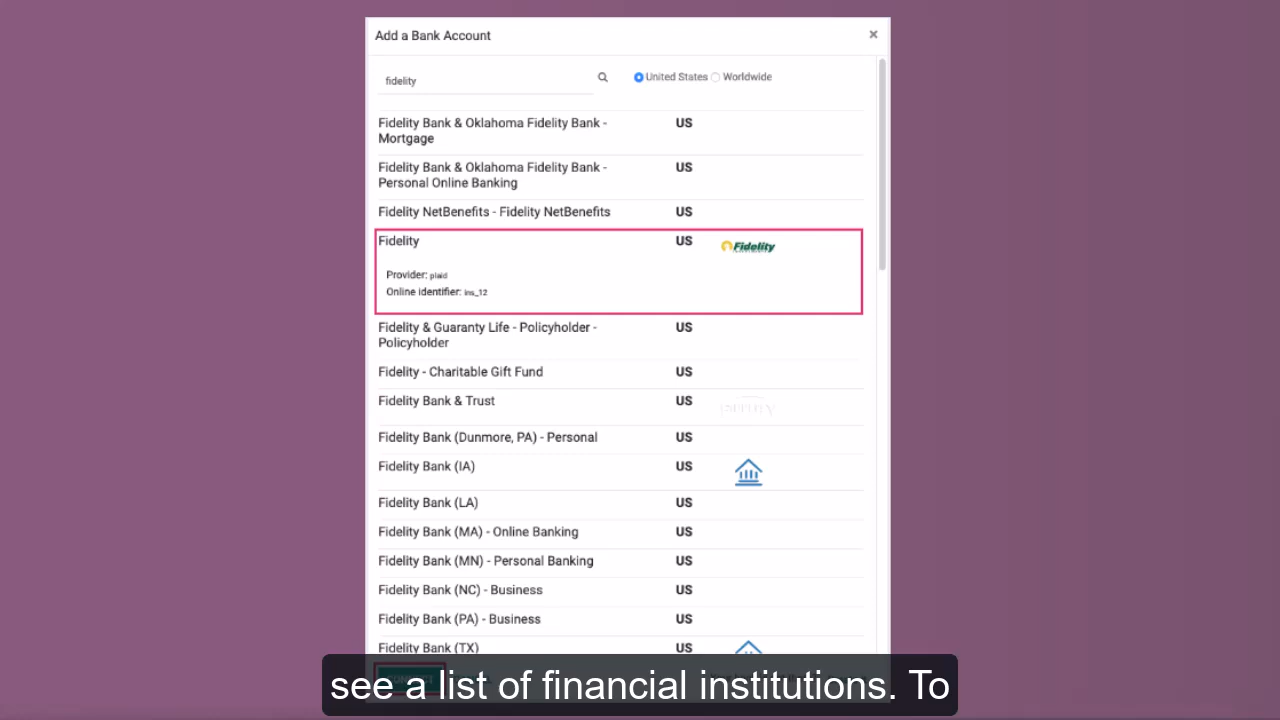 Add a Bank Account ×
fidelity United States Worldwide
Fidelity Bank & Oklahoma Fidelity Bank - US
Mortgage
Fidelity Bank & Oklahoma Fidelity Bank - US
Personal Online Banking
Fidelity NetBenefits - Fidelity NetBenefits US
Fidelity US Fidelity
Provider: plaid
Online identifier: ins_12
Fidelity & Guaranty Life - Policyholder - US
Policyholder
Fidelity - Charitable Gift Fund US
Fidelity Bank & Trust US FIDELITY
Fidelity Bank (Dunmore, PA) - Personal US
Fidelity Bank (IA) US
Fidelity Bank (LA) US
Fidelity Bank (MA) - Online Banking US
Fidelity Bank (MN) - Personal Banking US
Fidelity Bank (NC) - Business US
Fidelity Bank (PA) - Business US
Fidelity Bank (TX) US
see a list of financial institutions. To